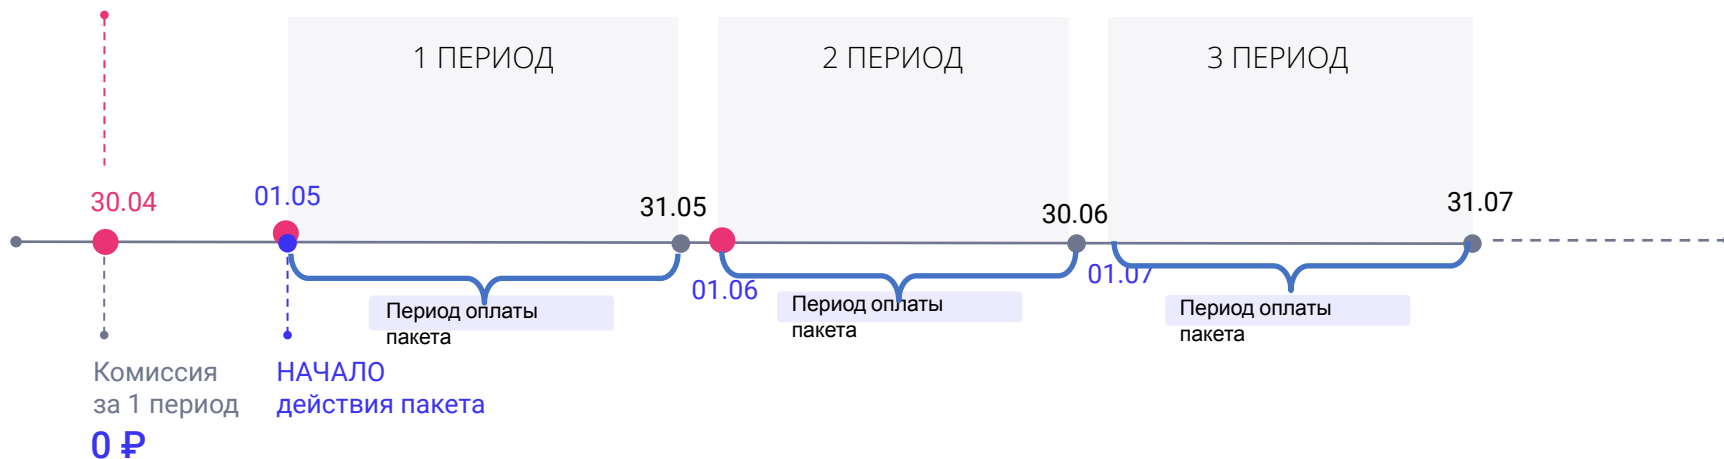 1 ПЕРИОД
2 ПЕРИОД
3 ПЕРИОД
30.04
01.05
31.05
30.06
31.07
01.06
01.07
Период оплаты
пакета
Период оплаты
пакета
Период оплаты
пакета
Комиссия
за 1 период
0 ₽
НАЧАЛО
действия пакета